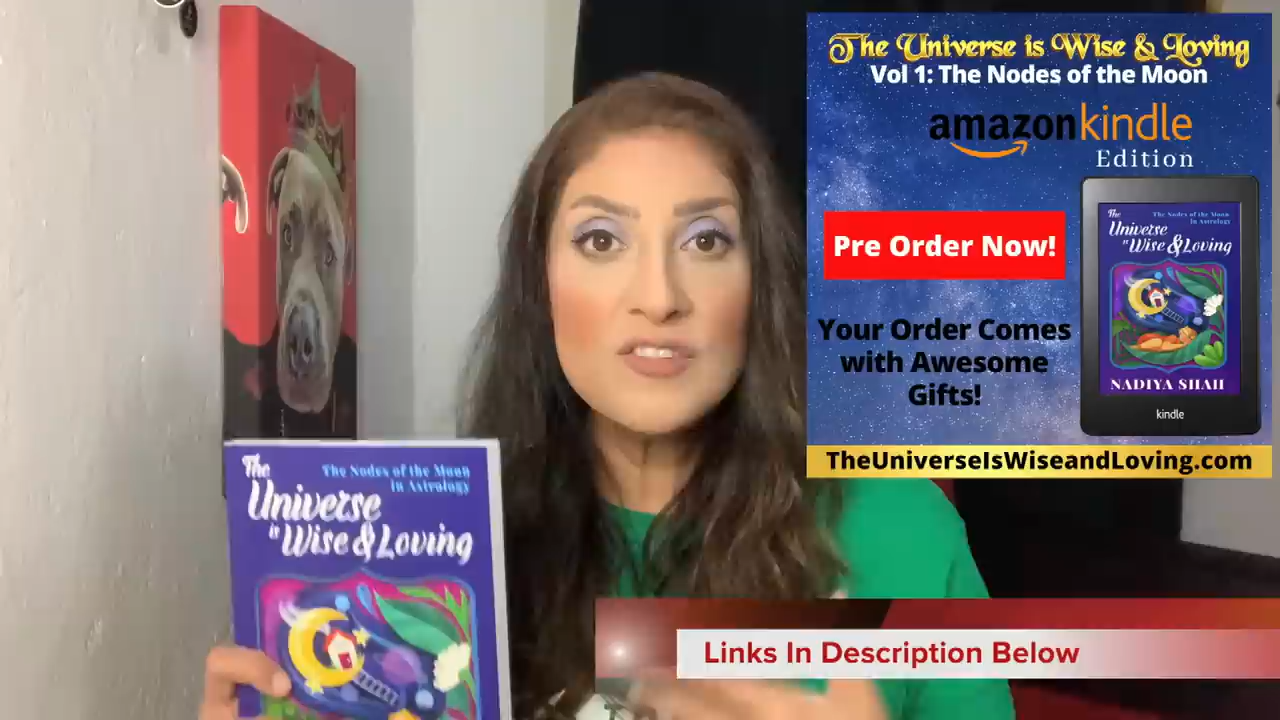 The Universe is Wise & Loving
Vol 1: The Nodes of the Moon
amazonkindle
Edition
Pre Order Now!
Your Order Comes
with Awesome
Gifts!
The
The Nodes of the Moon
In Astrology
Universe
is Wise & Loving
NADIYA SHAH
kindle
TheUniverseIsWiseandLoving.com
The
The Nodes of the Moon
In Astrology
Universe
is Wise & Loving
Links In Description Below